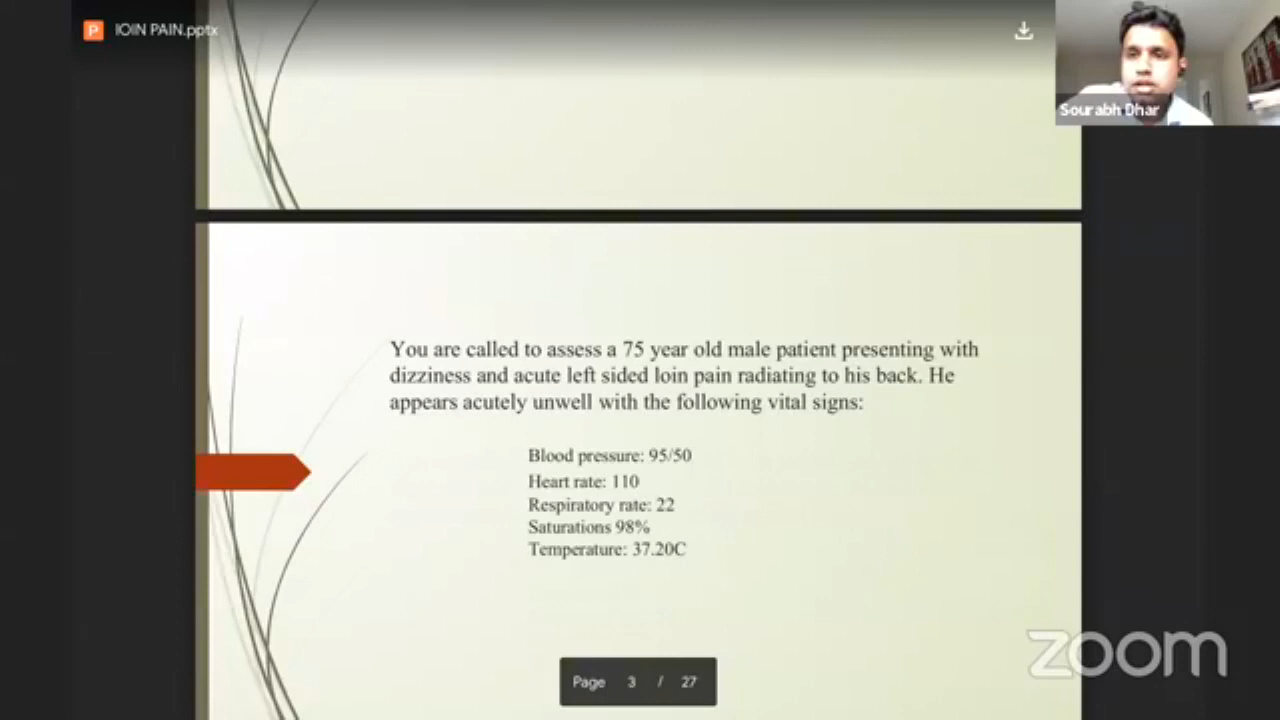 P IOIN PAIN.pptx
Sourabh Dhar
You are called to assess a 75 year old male patient presenting with
dizziness and acute left sided loin pain radiating to his back. He
appears acutely unwell with the following vital signs:
Blood pressure: 95/50
Heart rate: 110
Respiratory rate: 22
Saturations 98%
Temperature: 37.20C
zoom
Page 3 / 27